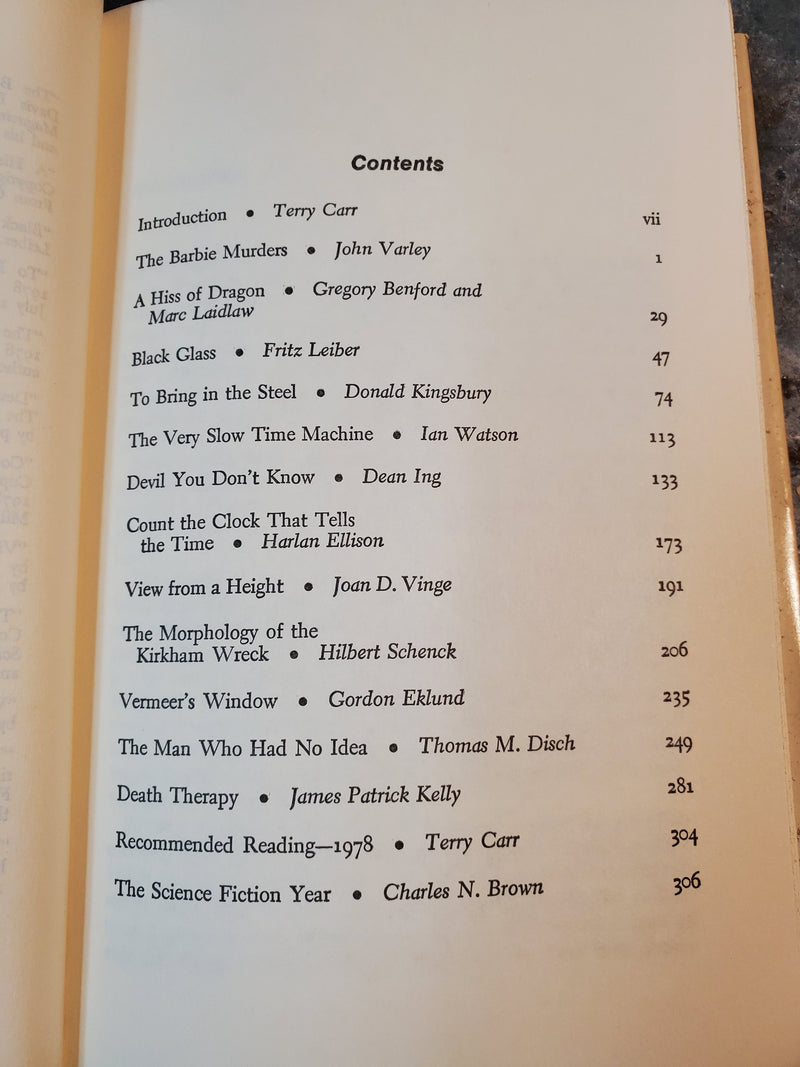 Contents
Introduction • Terry Carr vii
The Barbie Murders • John Varley 1
A Hiss of Dragon • Gregory Benford and
Marc Laidlaw 29
Black Glass • Fritz Leiber 47
To Bring in the Steel • Donald Kingsbury 74
The Very Slow Time Machine • Ian Watson 113
Devil You Don't Know • Dean Ing 133
Count the Clock That Tells
the Time • Harlan Ellison 173
View from a Height • Joan D. Vinge 191
The Morphology of the
Kirkham Wreck • Hilbert Schenck 206
Vermeer's Window • Gordon Eklund 235
The Man Who Had No Idea • Thomas M. Disch 249
Death Therapy • James Patrick Kelly 281
Recommended Reading—1978 • Terry Carr 304
The Science Fiction Year • Charles N. Brown 306